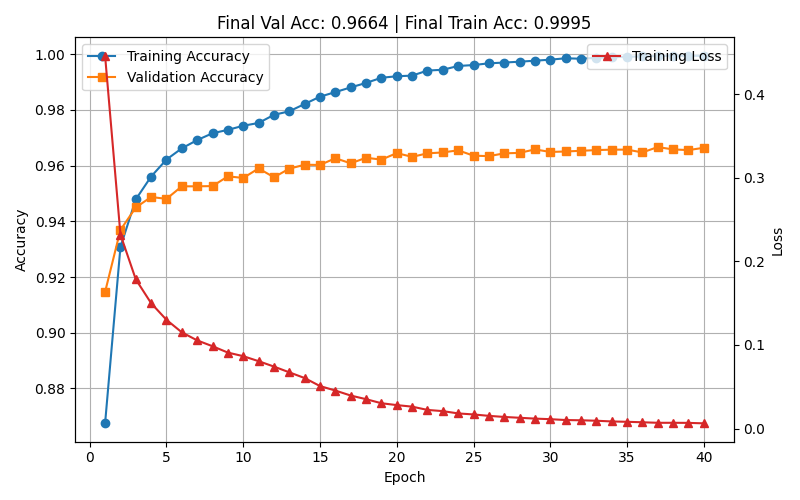 Final Val Acc: 0.9664 | Final Train Acc: 0.9995
Training Accuracy
Validation Accuracy
Training Loss
1.00
0.98
0.96
0.94
0.92
0.90
0.88
Accuracy
0.4
0.3
0.2
0.1
0.0
Loss
0 5 10 15 20 25 30 35 40
Epoch